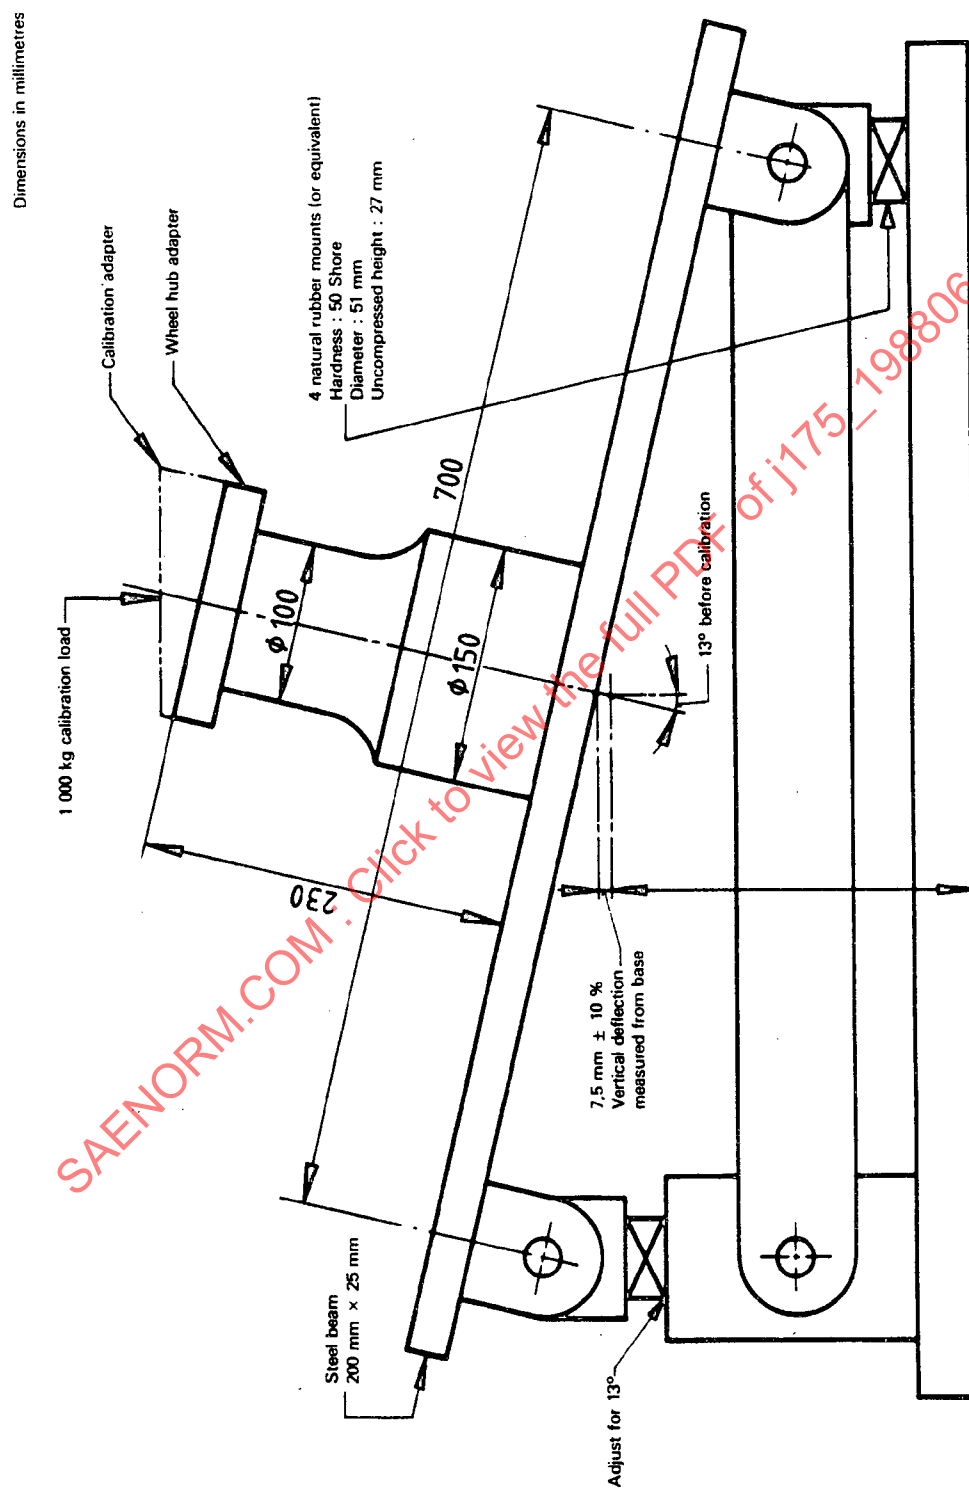 Dimensions in millimetres
Calibration adapter
Wheel hub adapter
1 000 kg calibration load
4 natural rubber mounts (or equivalent)
Hardness : 50 Shore
Diameter : 51 mm
Uncompressed height : 27 mm
700
ϕ 100
ϕ 150
230
13° before calibration
7,5 mm ± 10 %
Vertical deflection
measured from base
Steel beam
200 mm × 25 mm
Adjust for 13°
SAENORM.COM : Click to view the full PDF of j175_198806